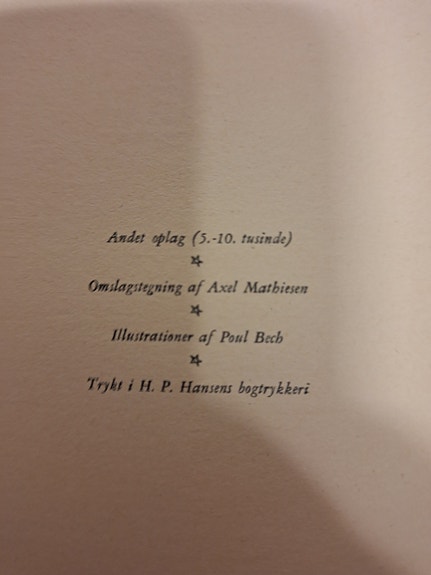 Andet oplag (5.-10. tusinde)
Omslagstegning af Axel Mathiesen
Illustrationer af Poul Bech
Trykt i H. P. Hansens bogtrykkeri